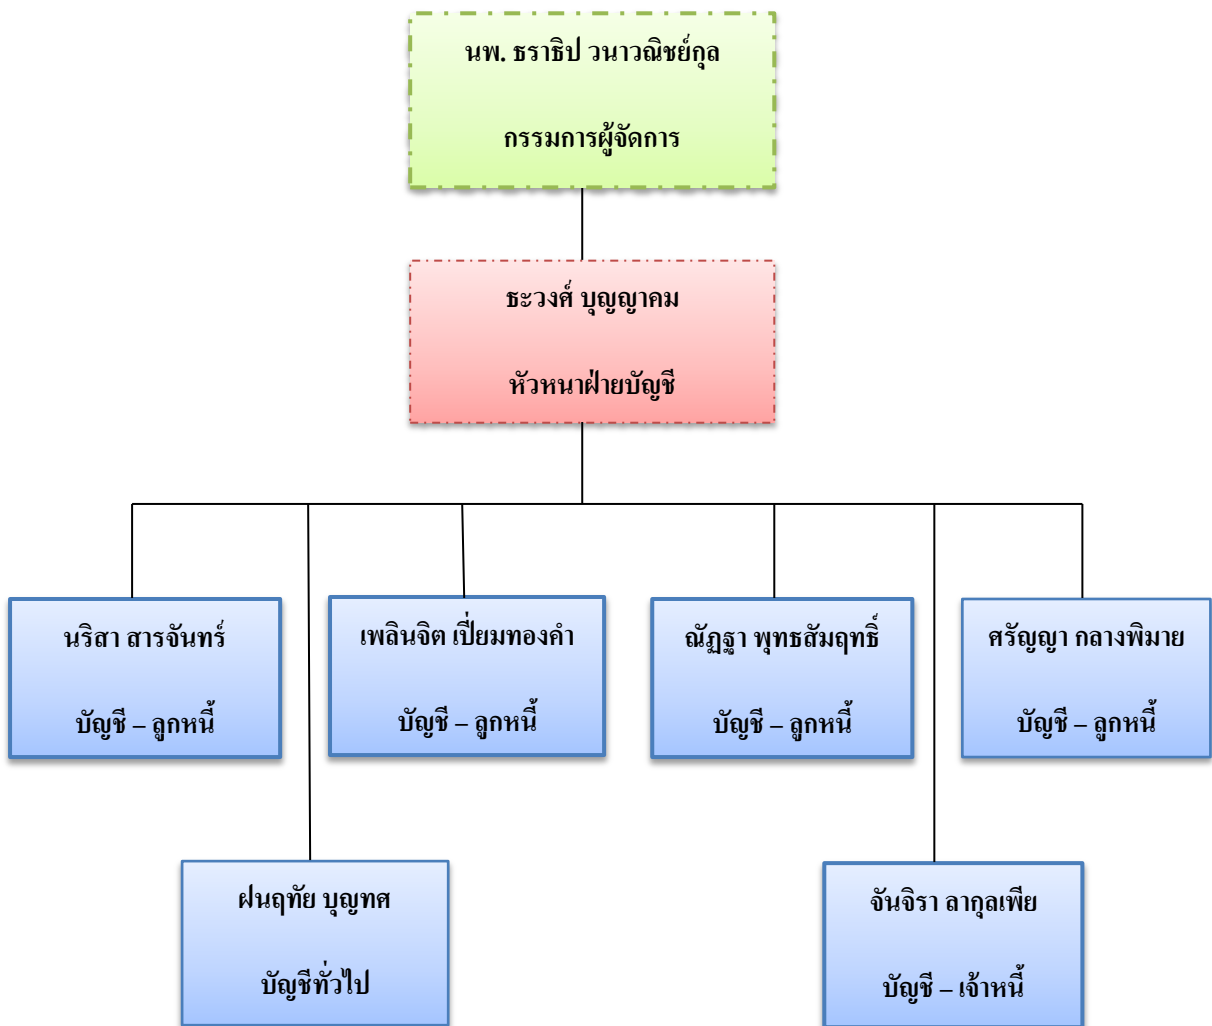 นพ. ธราธิป วนาวณิชย์กุล
กรรมการผู้จัดการ
ธะวงศ์ บุญญาคม
หัวหนาฝ่ายบัญชี
นริสา สารจันทร์
บัญชี – ลูกหนี้
เพลินจิต เปี่ยมทองคำ
บัญชี – ลูกหนี้
ณัฏฐา พุทธสัมฤทธิ์
บัญชี – ลูกหนี้
ศรัญญา กลางพิมาย
บัญชี – ลูกหนี้
ฝนฤทัย บุญทศ
บัญชีทั่วไป
จันจิรา ลากุลเพีย
บัญชี – เจ้าหนี้